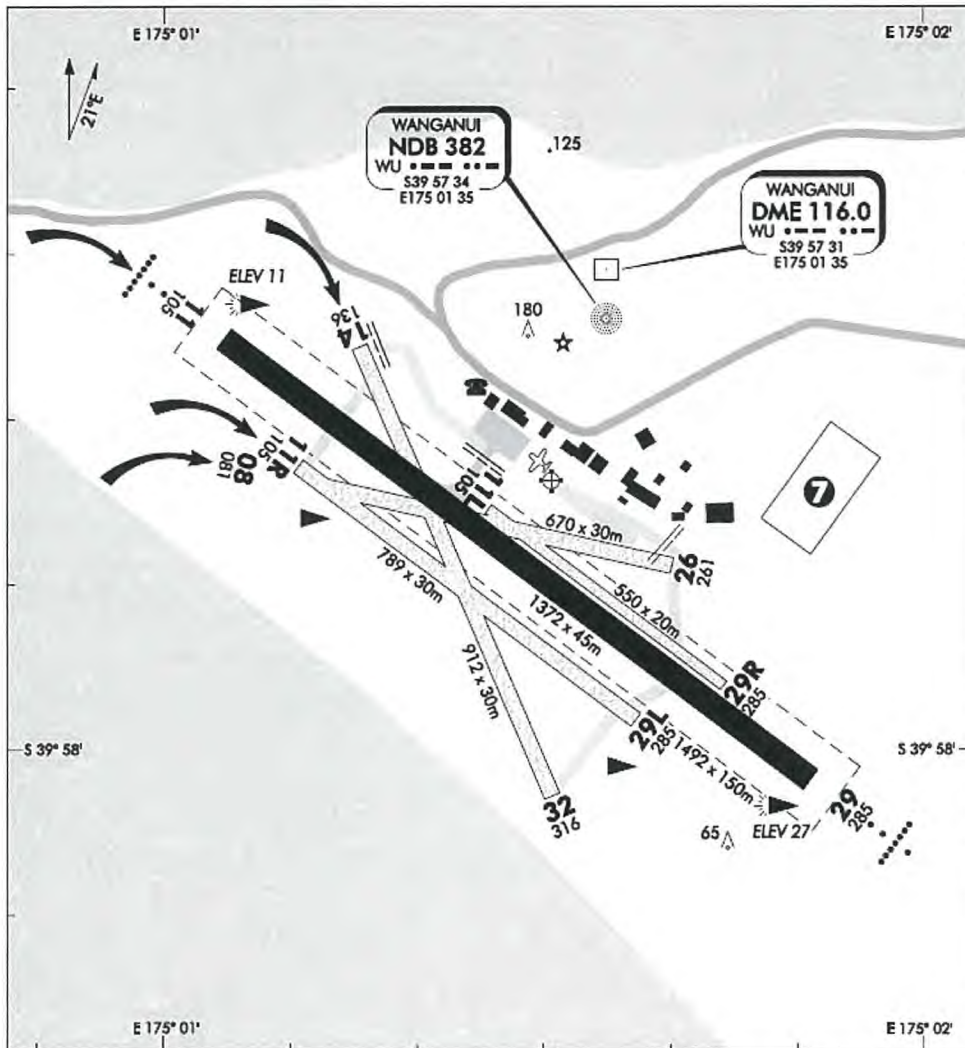 E 175° 01'
E 175° 02'
21°E
WANGANUI
NDB 382
WU
S39 57 34
E175 01 35
.125
WANGANUI
DME 116.0
WU
S39 57 31
E175 01 35
ELEV 11
11
105
14
136
180
11R
105
08
081
11L
105
7
670 x 30m
26
261
789 x 30m
550 x 20m
1372 x 45m
912 x 30m
29R
285
29L
285
S 39° 58'
S 39° 58'
1492 x 150m
32
316
29
285
65
ELEV 27
E 175° 01'
E 175° 02'